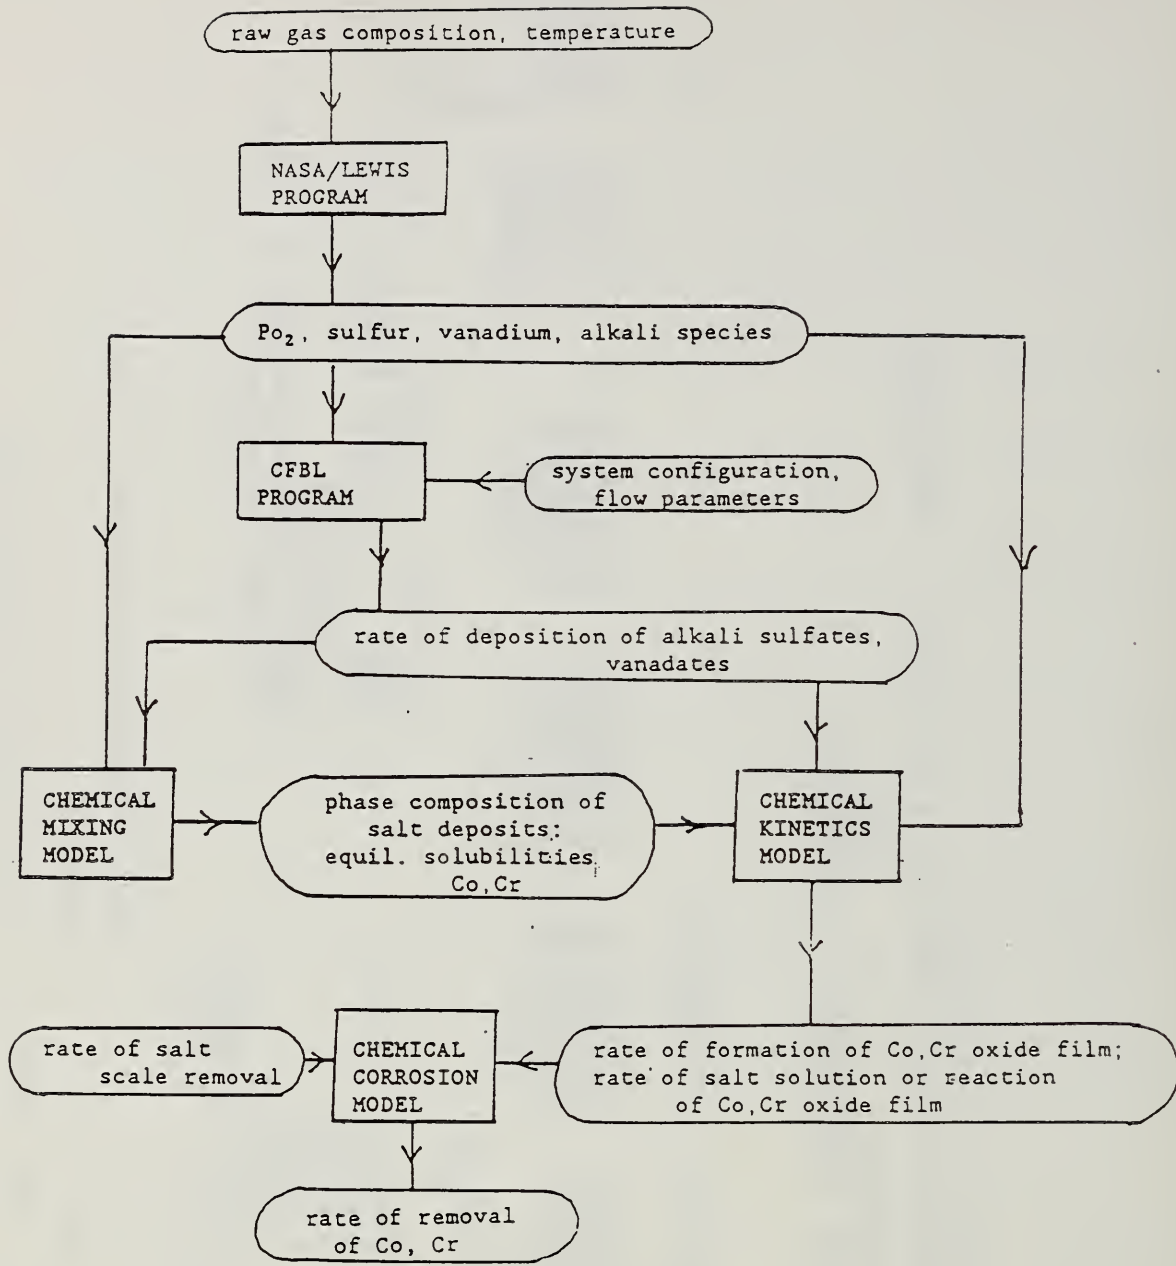 raw gas composition, temperature
NASA/LEWIS
PROGRAM
Po₂, sulfur, vanadium, alkali species
CFBL
PROGRAM
system configuration,
flow parameters
rate of deposition of alkali sulfates,
vanadates
CHEMICAL
MIXING
MODEL
phase composition of
salt deposits;
equil. solubilities
Co,Cr
CHEMICAL
KINETICS
MODEL
rate of salt
scale removal
CHEMICAL
CORROSION
MODEL
rate of formation of Co,Cr oxide film;
rate of salt solution or reaction
of Co,Cr oxide film
rate of removal
of Co, Cr